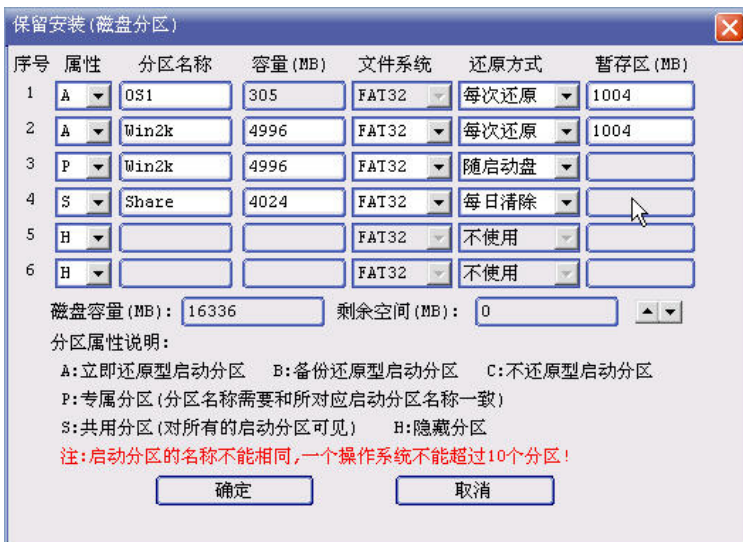 保留安装(磁盘分区)
序号 属性 分区名称 容量(MB) 文件系统 还原方式 暂存区(MB)
1 A OS1 305 FAT32 每次还原 1004
2 A Win2k 4996 FAT32 每次还原 1004
3 P Win2k 4996 FAT32 随启动盘
4 S Share 4024 FAT32 每日清除
5 H FAT32 不使用
6 H FAT32 不使用
磁盘容量(MB): 16336 剩余空间(MB): 0
分区属性说明:
A:立即还原型启动分区 B:备份还原型启动分区 C:不还原型启动分区
P:专属分区(分区名称需要和所对应启动分区名称一致)
S:共用分区(对所有的启动分区可见) H:隐藏分区
注:启动分区的名称不能相同,一个操作系统不能超过10个分区!
确定 取消